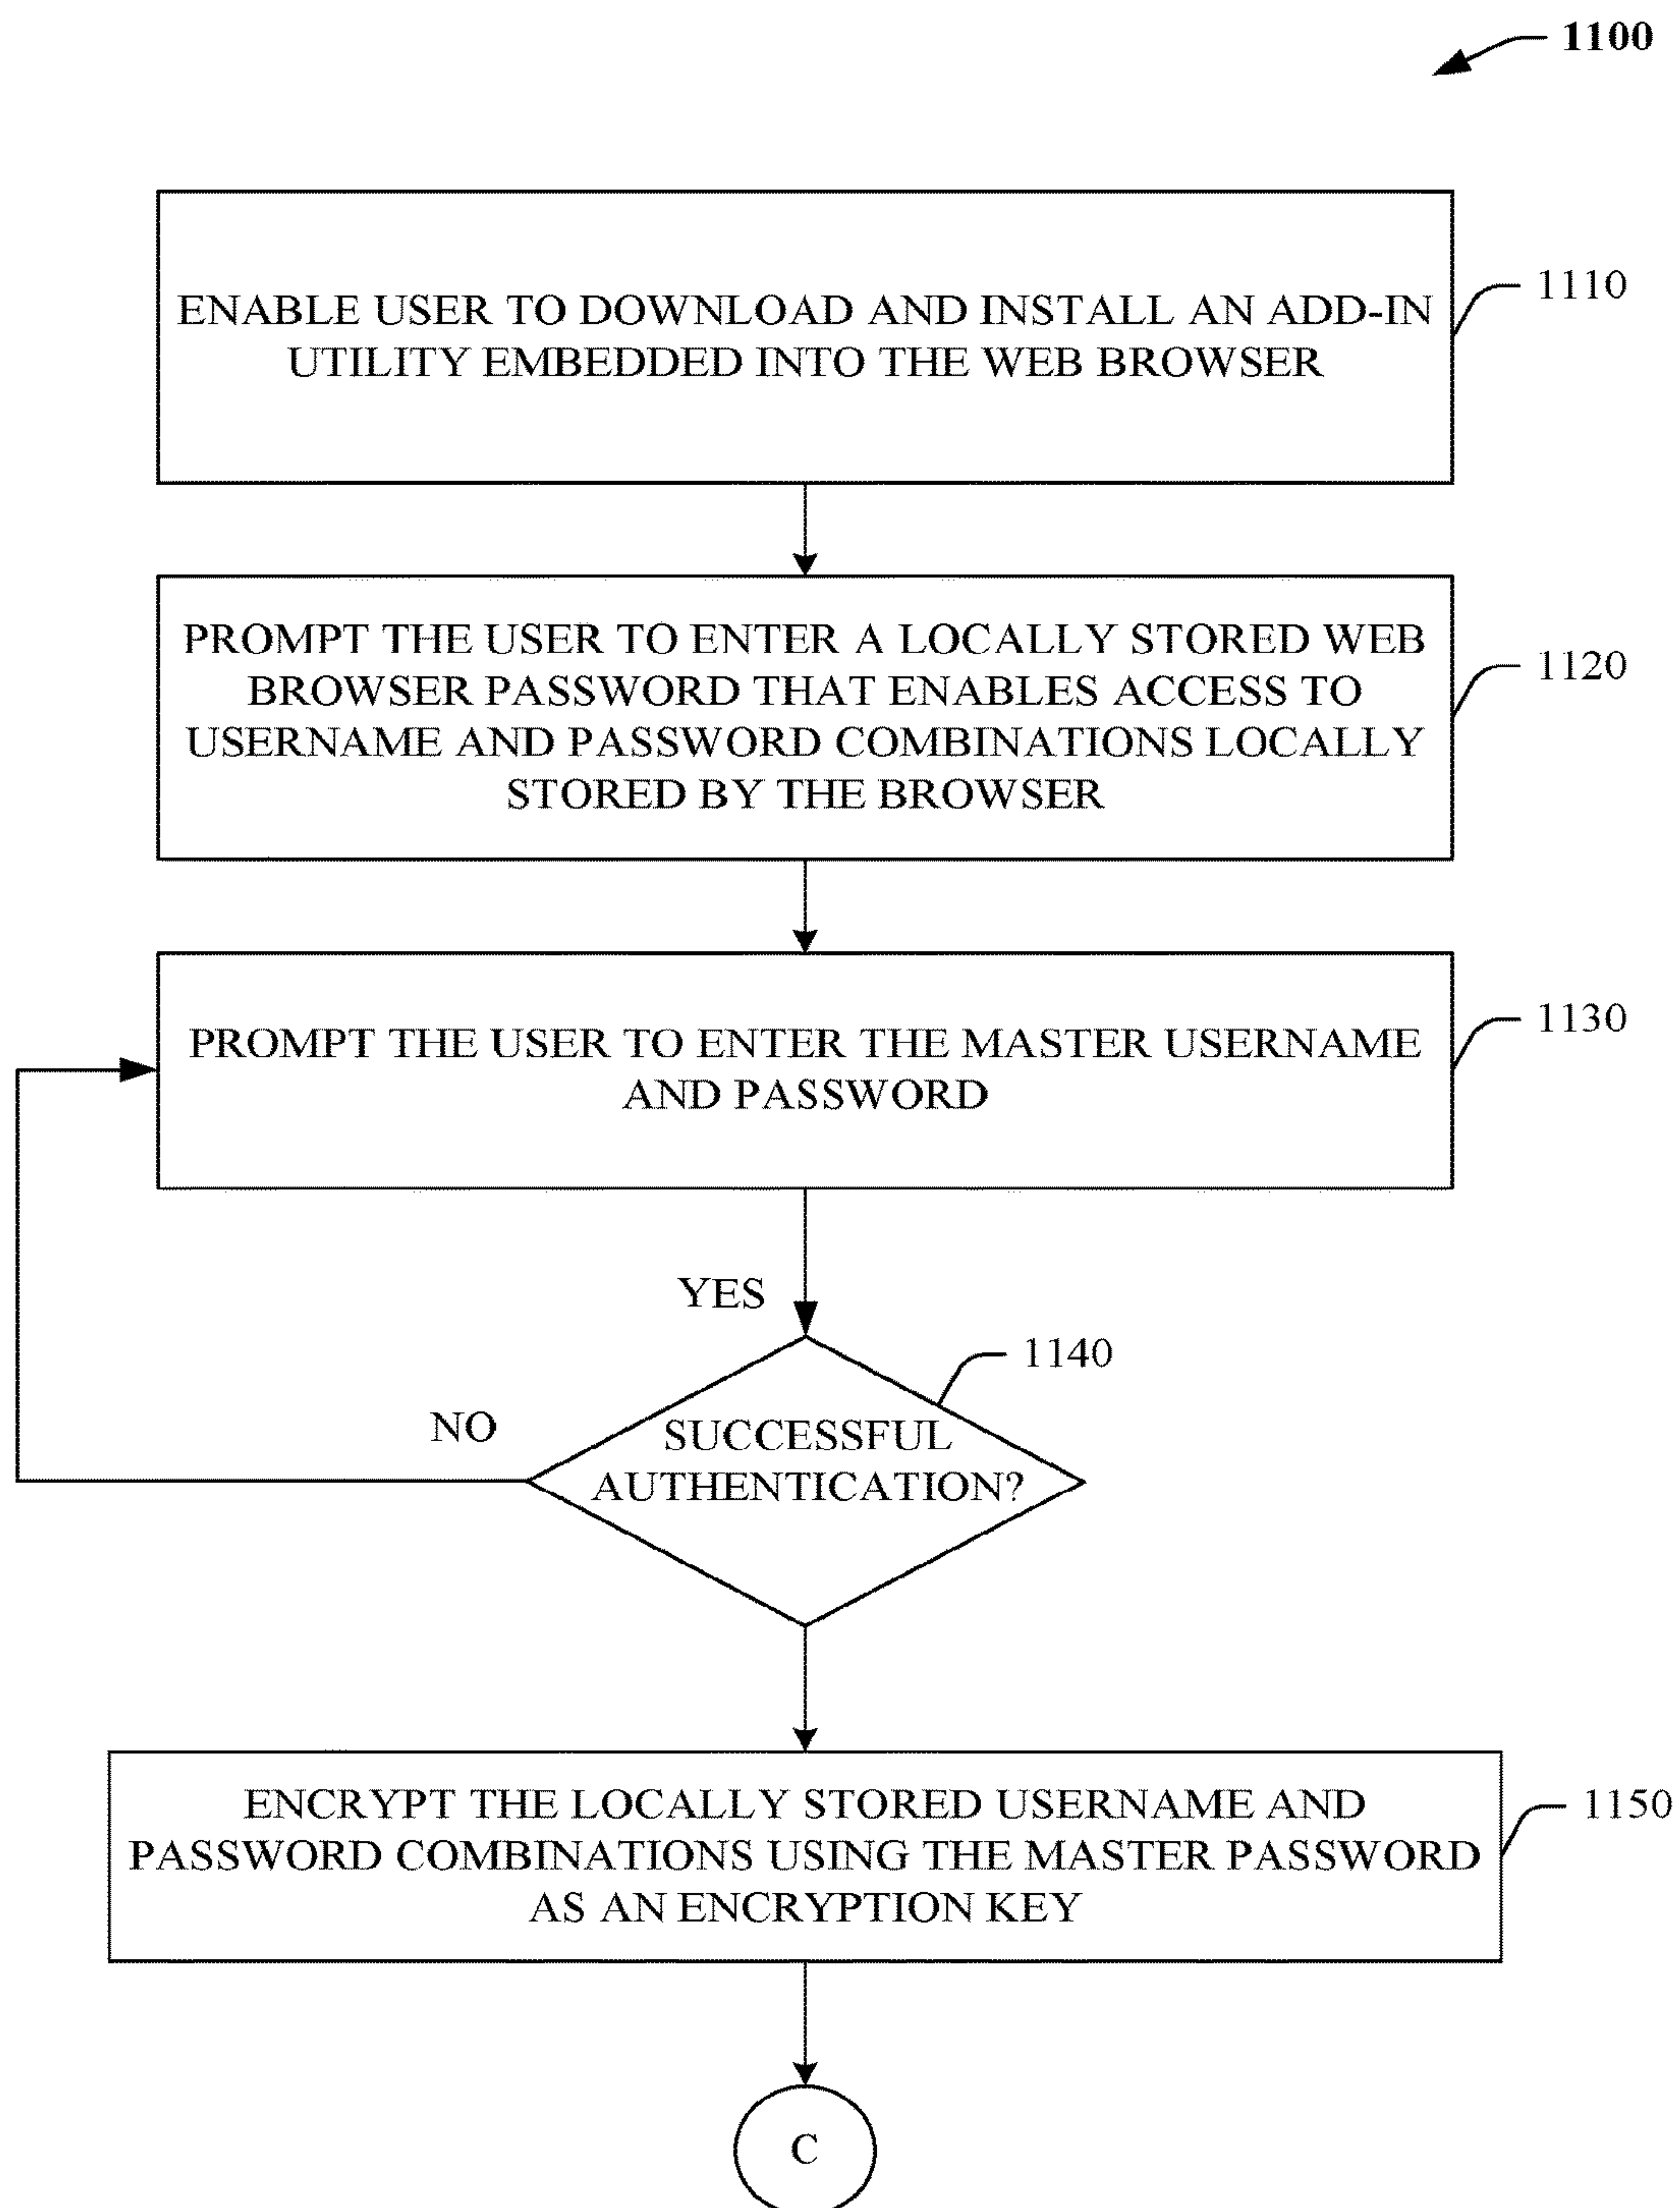 1100
ENABLE USER TO DOWNLOAD AND INSTALL AN ADD-IN
UTILITY EMBEDDED INTO THE WEB BROWSER
1110
PROMPT THE USER TO ENTER A LOCALLY STORED WEB
BROWSER PASSWORD THAT ENABLES ACCESS TO
USERNAME AND PASSWORD COMBINATIONS LOCALLY
STORED BY THE BROWSER
1120
PROMPT THE USER TO ENTER THE MASTER USERNAME
AND PASSWORD
1130
YES
1140
NO
SUCCESSFUL
AUTHENTICATION?
ENCRYPT THE LOCALLY STORED USERNAME AND
PASSWORD COMBINATIONS USING THE MASTER PASSWORD
AS AN ENCRYPTION KEY
1150
C